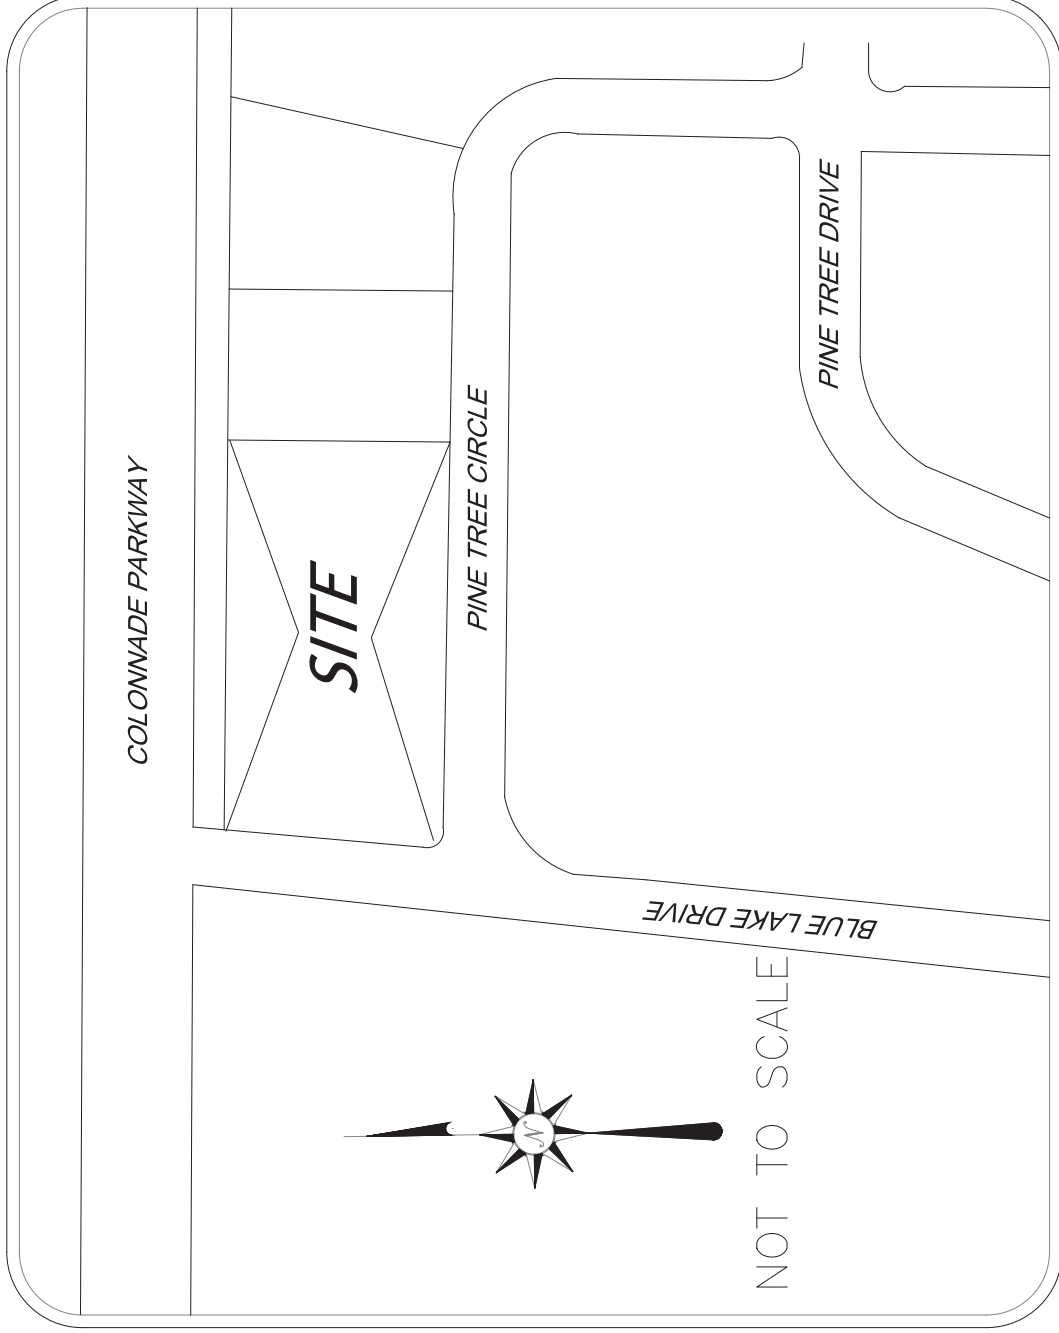 COLONNADE PARKWAY
SITE
PINE TREE CIRCLE
PINE TREE DRIVE
BLUE LAKE DRIVE
N
NOT TO SCALE